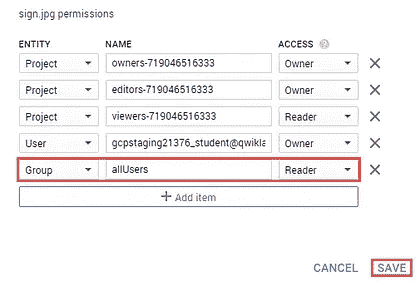 sign.jpg permissions
ENTITY NAME ACCESS ?
Project owners-719046516333 Owner
Project editors-719046516333 Owner
Project viewers-719046516333 Reader
User gcpstaging21376_student@qwikla Owner
Group allUsers Reader
+ Add item
CANCEL SAVE